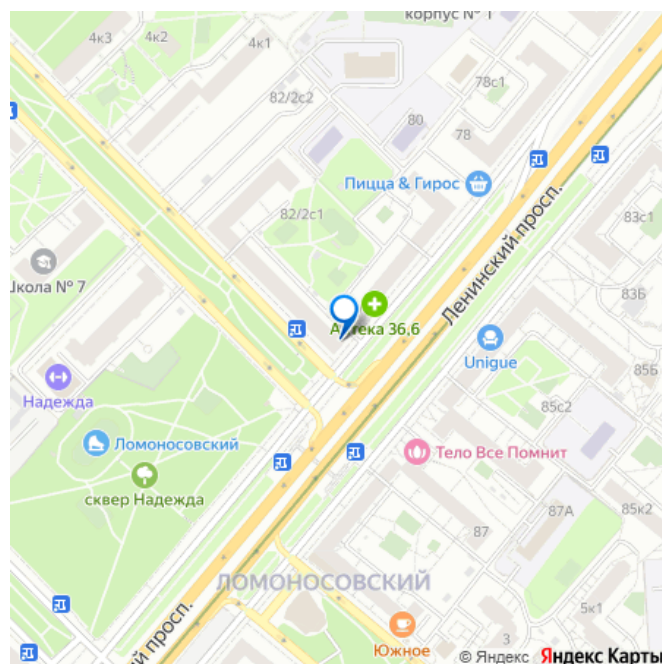 корпус № 1
4к3
4к2
4к1
78с1
82/2с2
80
78
Пицца & Гирос
82/2с1
83с1
Ленинский просп.
Школа № 7
83Б
Аптека 36,6
Unigue
85Б
Надежда
85с2
Ломоносовский
Тело Все Помнит
сквер Надежда
87
87А
85к2
ЛОМОНОСОВСКИЙ
5к1
Южное
3
кий просп.
© Яндекс Яндекс Карты